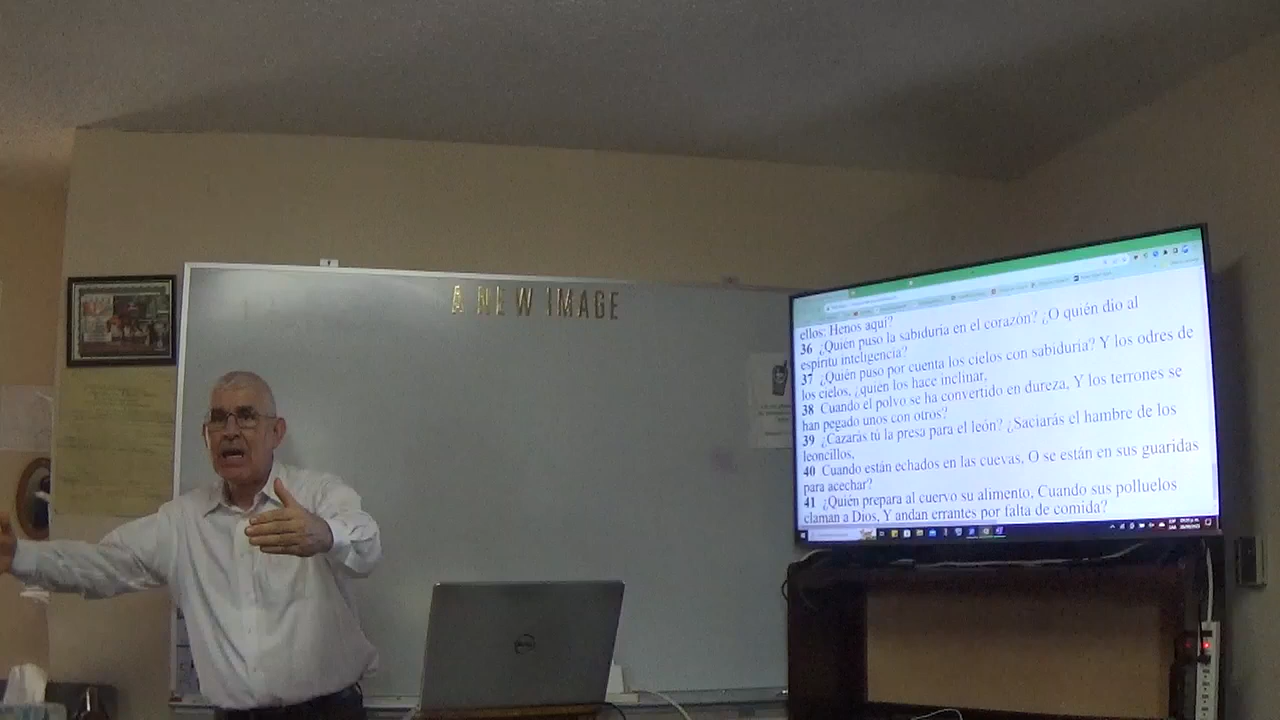 A NEW IMAGE
ellos: Henos aquí?
36 ¿Quién puso la sabiduría en el corazón? ¿O quién dio al
espíritu inteligencia?
37 ¿Quién puso por cuenta los cielos con sabiduría? Y los odres de
los cielos, ¿quién los hace inclinar,
38 Cuando el polvo se ha convertido en dureza, Y los terrones se
han pegado unos con otros?
39 ¿Cazarás tú la presa para el león? ¿Saciarás el hambre de los
leoncillos,
40 Cuando están echados en las cuevas, O se están en sus guaridas
para acechar?
41 ¿Quién prepara al cuervo su alimento, Cuando sus polluelos
claman a Dios, Y andan errantes por falta de comida?
DELL